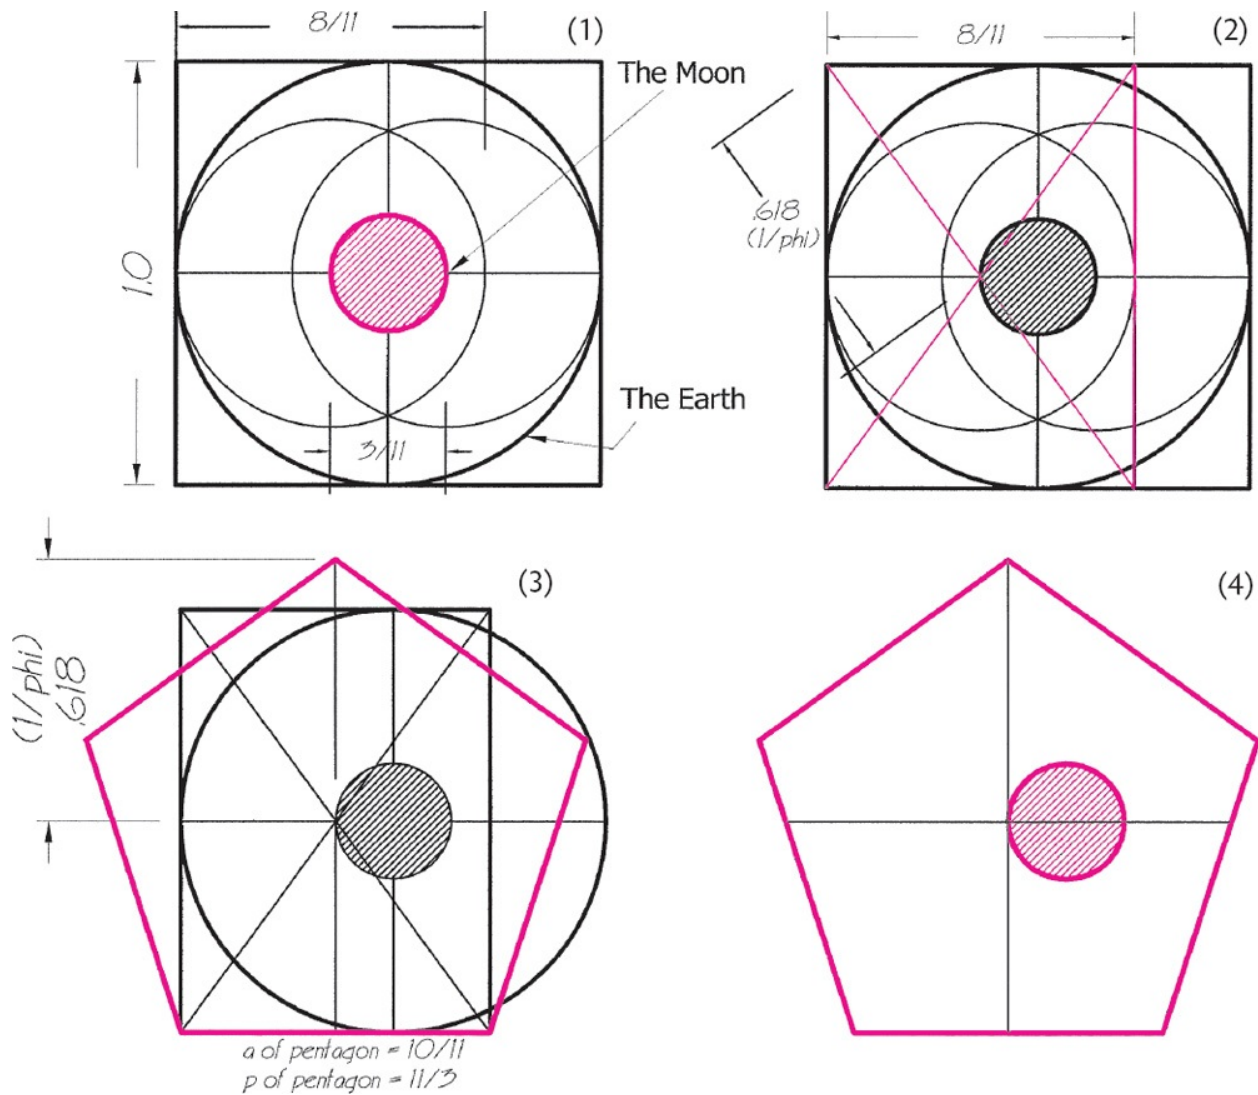 8/11
(1)
The Moon
1.0
3/11
The Earth
8/11
(2)
.618
(1/phi)
(3)
(1/phi)
.618
a of pentagon = 10/11
p of pentagon = 11/3
(4)